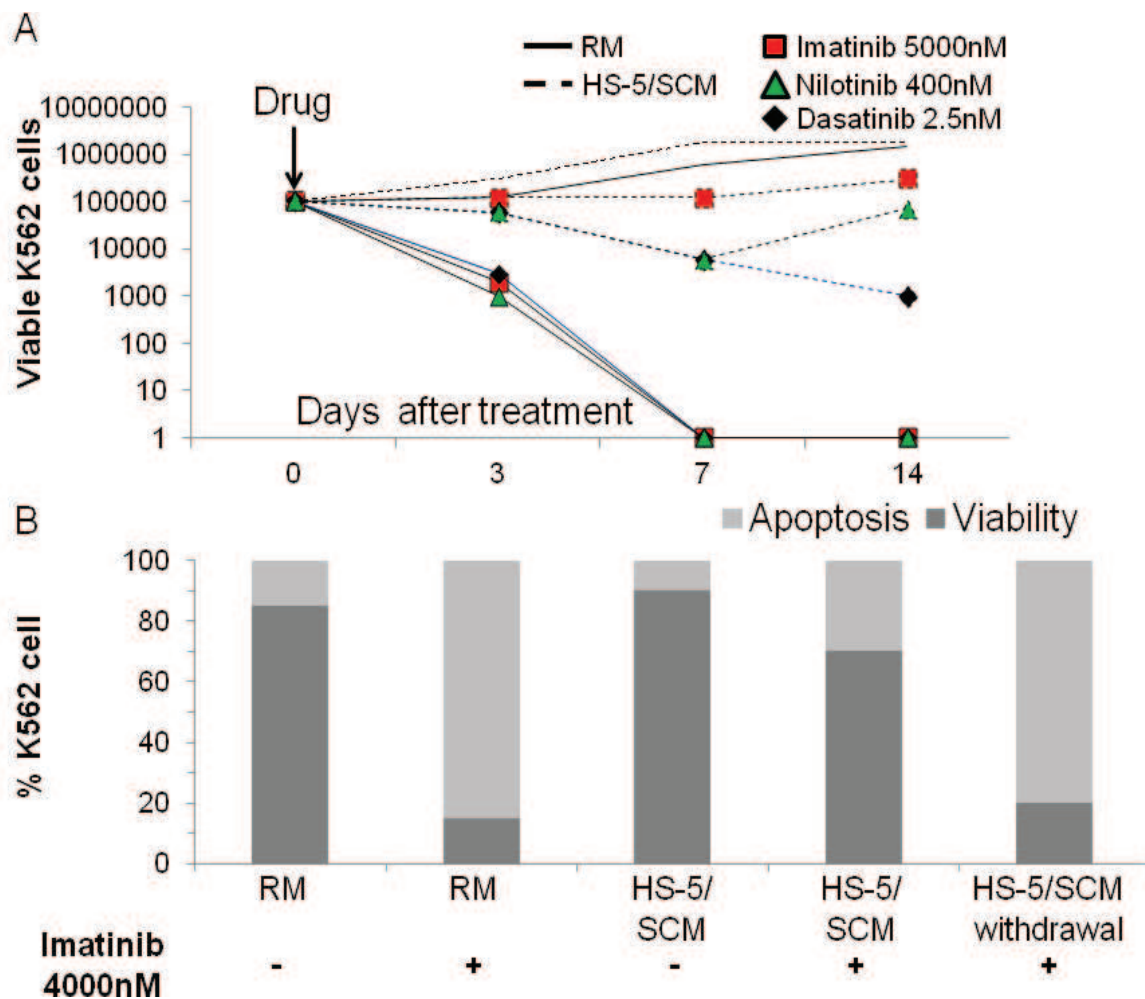 A
RM
HS-5/SCM
Imatinib 5000nM
Nilotinib 400nM
Dasatinib 2.5nM
Drug
Viable K562 cells
10000000
1000000
100000
10000
1000
100
10
1
Days after treatment
0 3 7 14
B
Apoptosis Viability
% K562 cell
100
80
60
40
20
0
RM RM HS-5/ HS-5/ HS-5/SCM
SCM SCM withdrawal
Imatinib
4000nM - + - + +